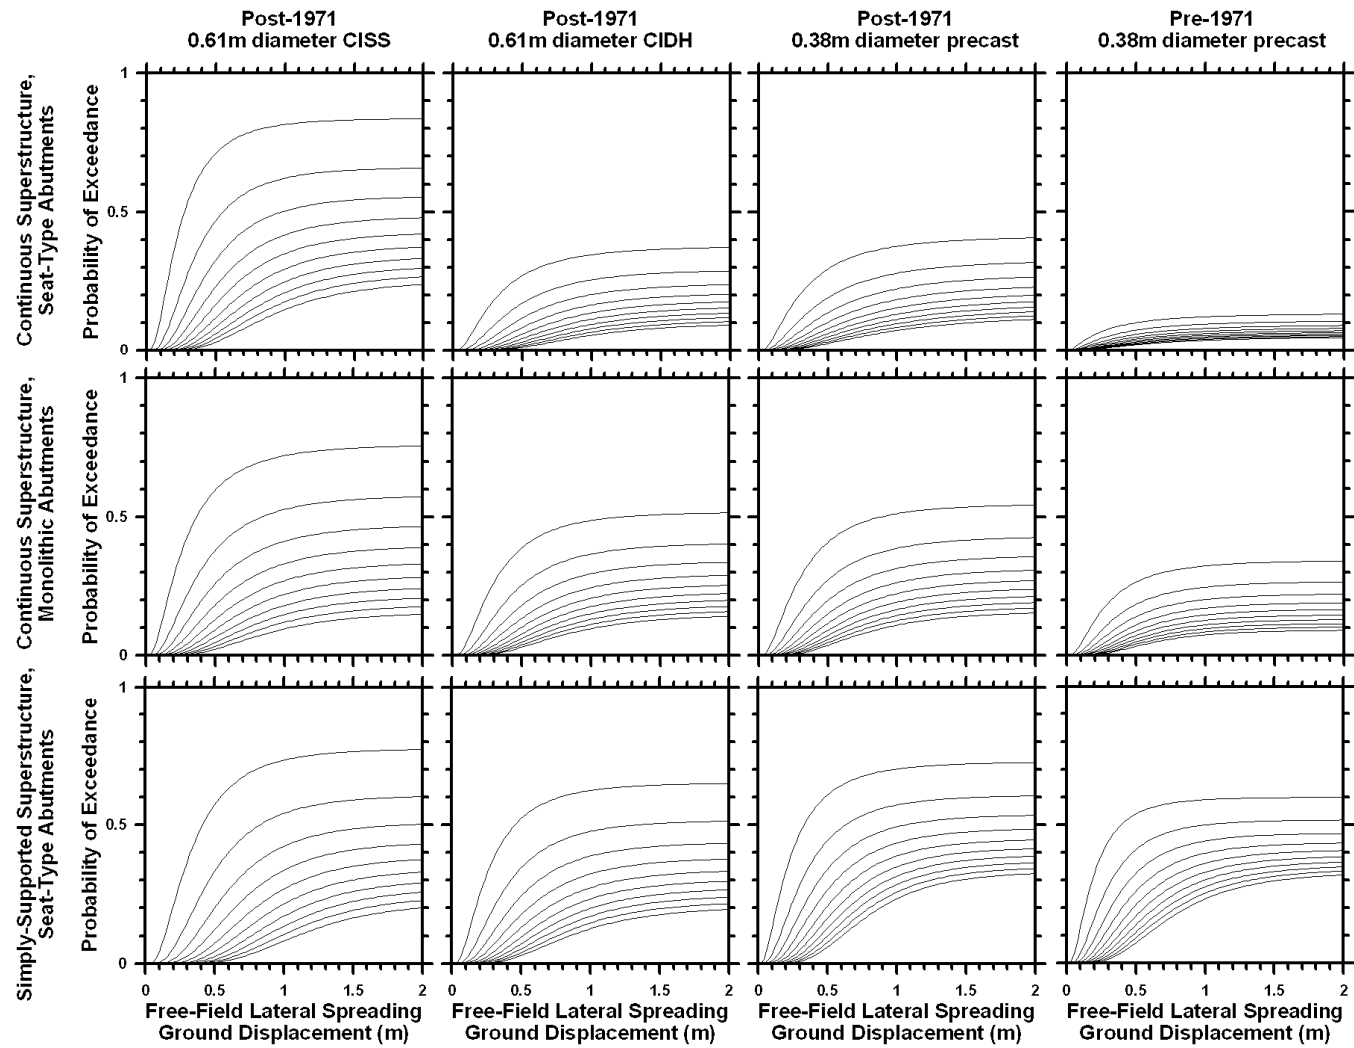 Post-1971
0.61m diameter CISS
Post-1971
0.61m diameter CIDH
Post-1971
0.38m diameter precast
Pre-1971
0.38m diameter precast
Continuous Superstructure,
Seat-Type Abutments
Probability of Exceedance
1
0.5
0
Continuous Superstructure,
Monolithic Abutments
Probability of Exceedance
1
0.5
0
Simply-Supported Superstructure,
Seat-Type Abutments
Probability of Exceedance
1
0.5
0
0 0.5 1 1.5 2
0 0.5 1 1.5 2
0 0.5 1 1.5 2
0 0.5 1 1.5 2
Free-Field Lateral Spreading
Ground Displacement (m)
Free-Field Lateral Spreading
Ground Displacement (m)
Free-Field Lateral Spreading
Ground Displacement (m)
Free-Field Lateral Spreading
Ground Displacement (m)